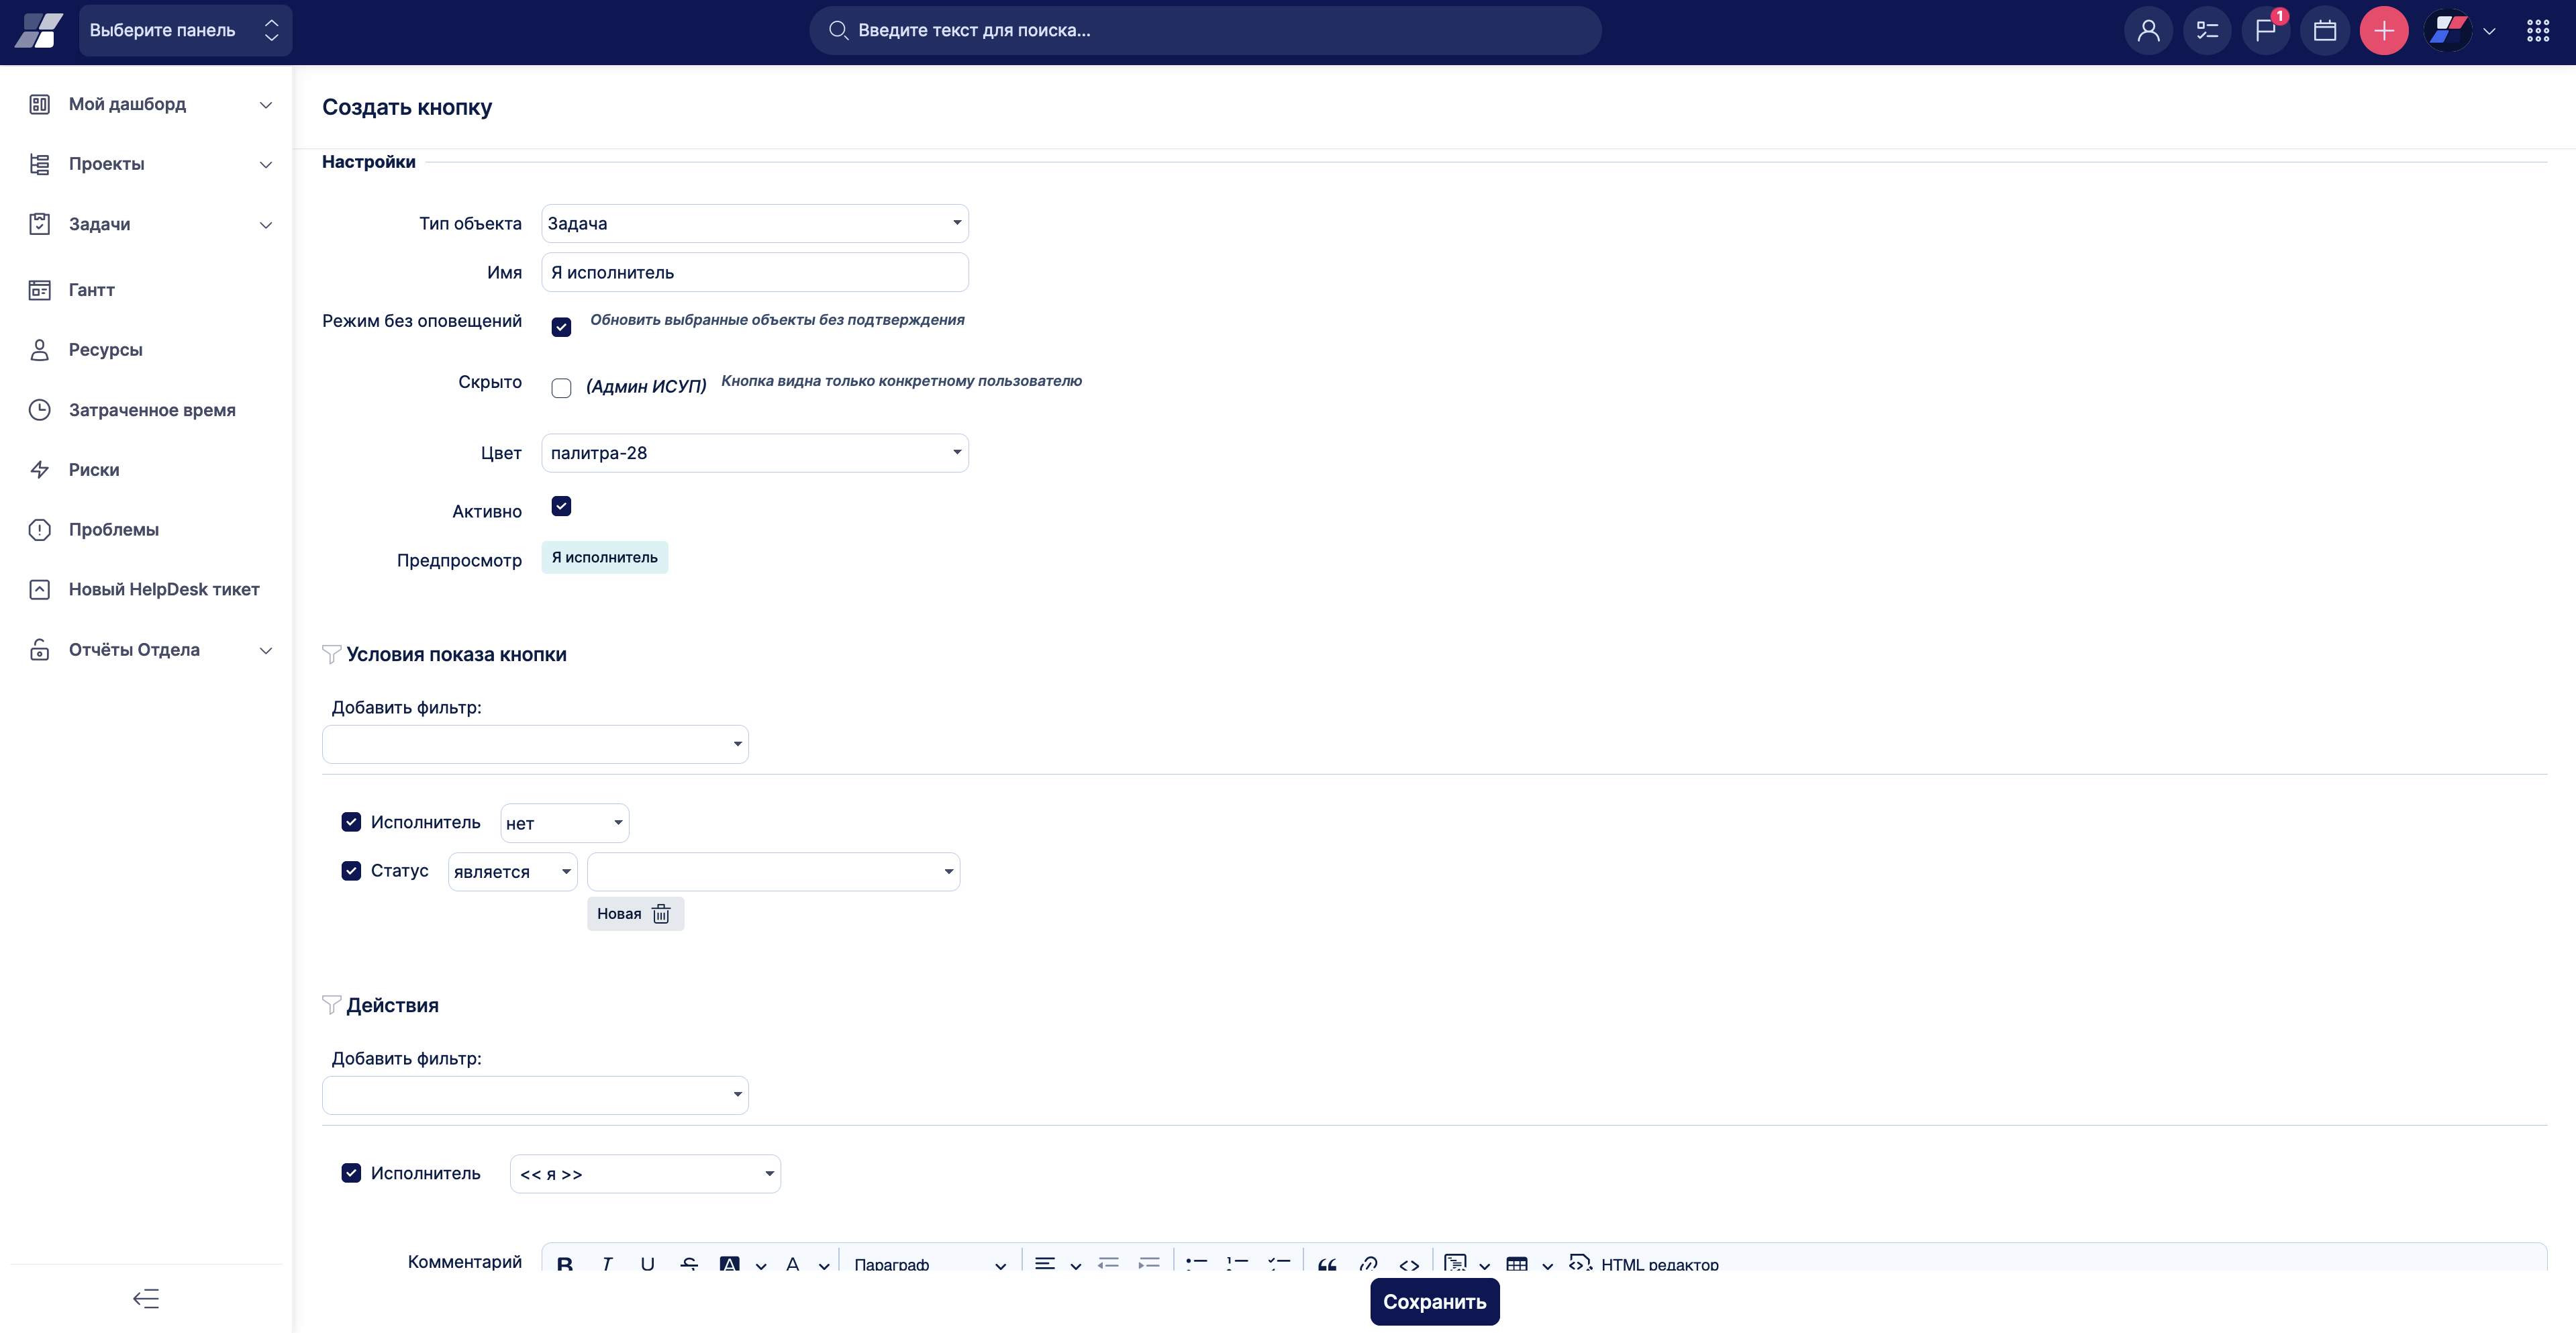 Выберите панель
Введите текст для поиска...
1
Мой дашборд
Проекты
Задачи
Гантт
Ресурсы
Затраченное время
Риски
Проблемы
Новый HelpDesk тикет
Отчёты Отдела
Создать кнопку
Настройки
Тип объекта Задача
Имя Я исполнитель
Режим без оповещений Обновить выбранные объекты без подтверждения
Скрыто (Админ ИСУП) Кнопка видна только конкретному пользователю
Цвет палитра-28
Активно
Предпросмотр Я исполнитель
Условия показа кнопки
Добавить фильтр:
Исполнитель нет
Статус является
Новая
Действия
Добавить фильтр:
Исполнитель << я >>
Комментарий Параграф HTML редактор
Сохранить